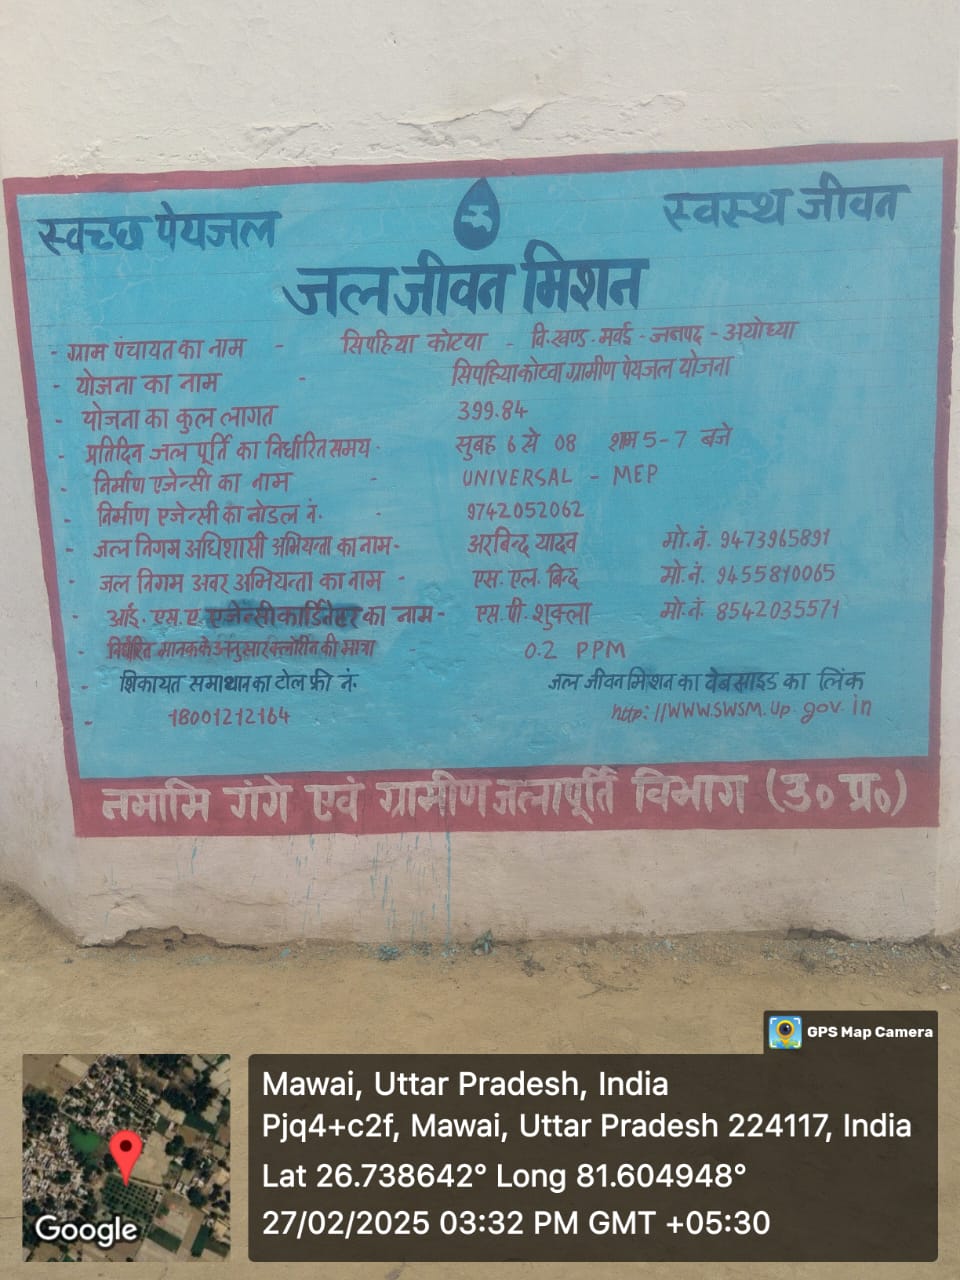 स्वच्छ पेयजल
स्वस्थ जीवन
जल जीवन मिशन
- ग्राम पंचायत का नाम - सिपहिया कोटवा - वि.खण्ड - मवई - जनपद - अयोध्या
- योजना का नाम - सिपहिया कोटवा ग्रामीण पेयजल योजना
- योजना का कुल लागत 399.84
- प्रतिदिन जल पूर्ति का निर्धारित समय - सुबह 6 से 08 शाम 5-7 बजे
- निर्माण एजेन्सी का नाम - UNIVERSAL - MEP
- निर्माण एजेन्सी का नोडल नं. - 9742052062
- जल निगम अधिशासी अभियन्ता का नाम - अरबिन्द यादव मो.नं. 9473965891
- जल निगम अवर अभियन्ता का नाम - एस.एल. बिन्द मो.नं. 9455810065
- आई.एस.ए. एजेन्सी कार्डिनेटर का नाम - एस.पी. शुक्ला मो.नं. 8542035571
- निर्धारित मानक के अनुसार क्लोरीन की मात्रा - 0.2 PPM
- शिकायत समाधान का टोल फ्री नं. जल जीवन मिशन का वेबसाइड का लिंक
- 18001212164 http://www.swsm.up.gov.in
नमामि गंगे एवं ग्रामीण जलापूर्ति विभाग (उ० प्र०)
GPS Map Camera
Mawai, Uttar Pradesh, India
Pjq4+c2f, Mawai, Uttar Pradesh 224117, India
Lat 26.738642° Long 81.604948°
27/02/2025 03:32 PM GMT +05:30
Google